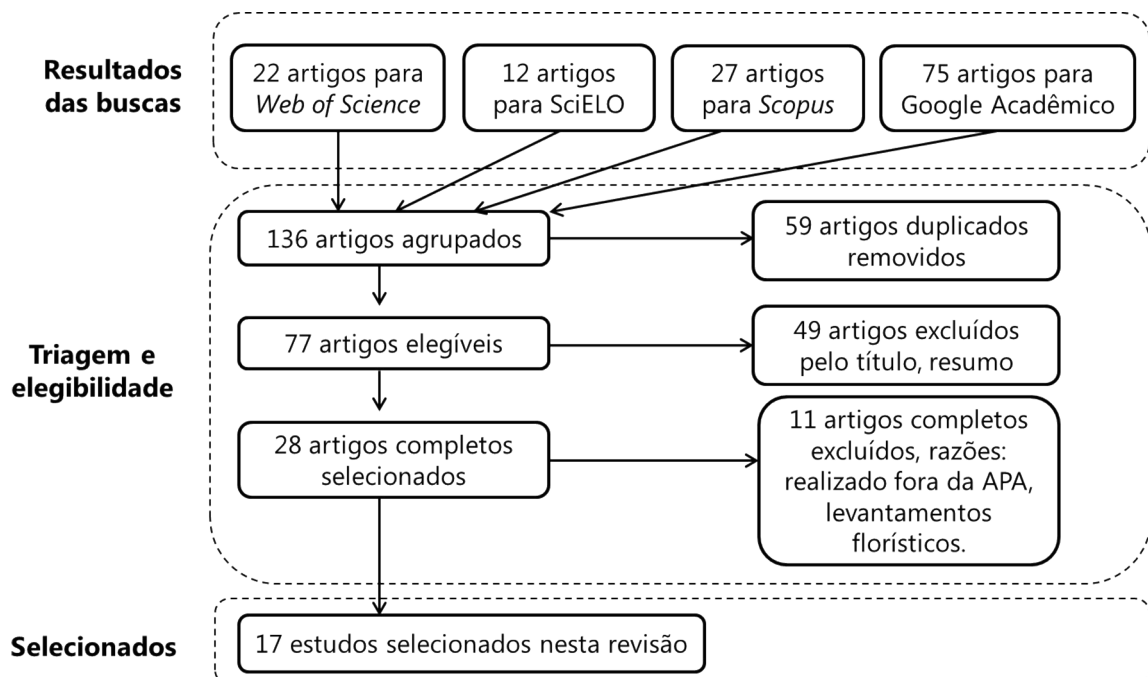 Resultados
das buscas
22 artigos para
Web of Science
12 artigos
para SciELO
27 artigos
para Scopus
75 artigos para
Google Acadêmico
Triagem e
elegibilidade
136 artigos agrupados
59 artigos duplicados
removidos
77 artigos elegíveis
49 artigos excluídos
pelo título, resumo
28 artigos completos
selecionados
11 artigos completos
excluídos, razões:
realizado fora da APA,
levantamentos
florísticos.
Selecionados
17 estudos selecionados nesta revisão